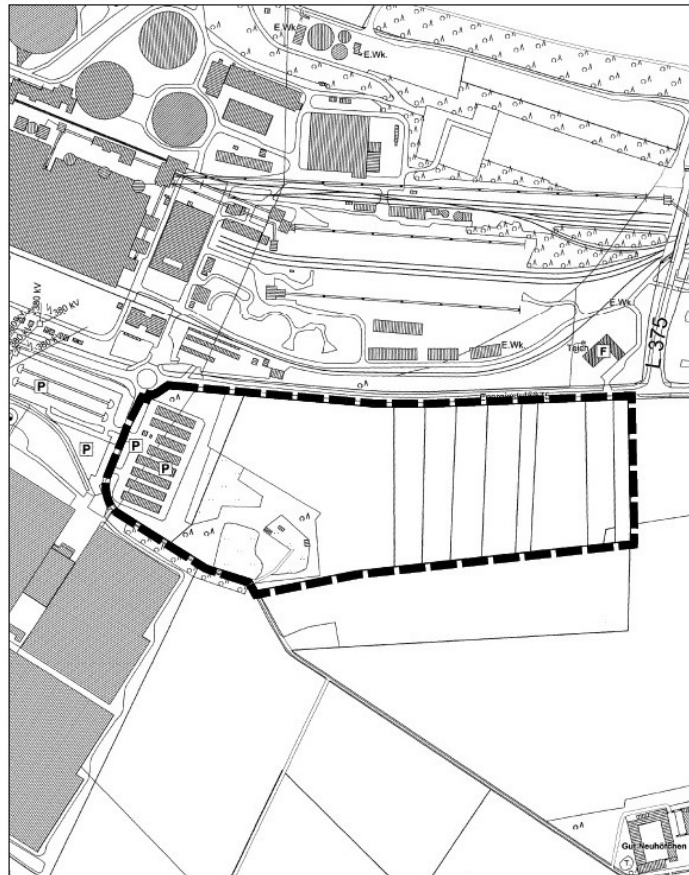 E.Wk.
E.Wk.
380 kV
380 kV
E.Wk.
E.Wk.
Teich
F
L 375
P
P
P
P
Gut Neuhöfchen
T